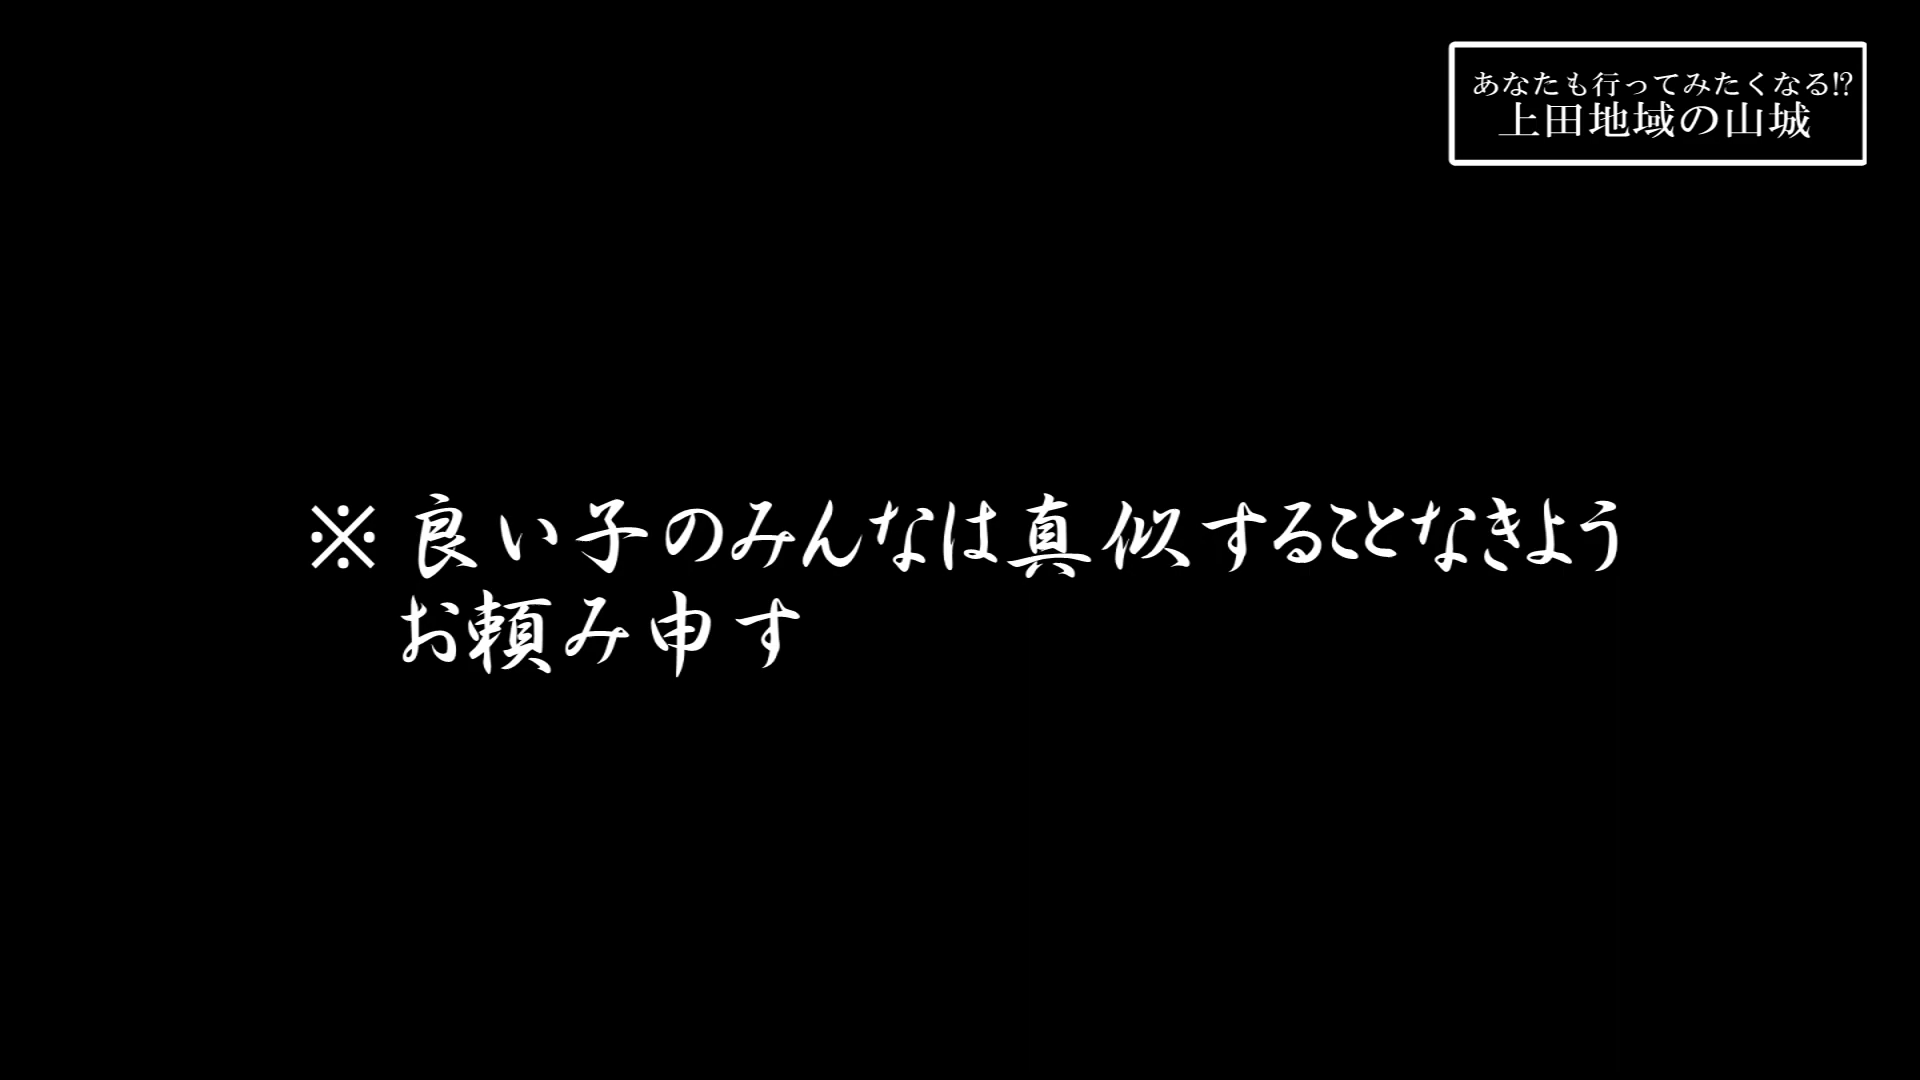 あなたも行ってみたくなる!?
上田地域の山城
※良い子のみんなは真似することなきよう
お頼み申す